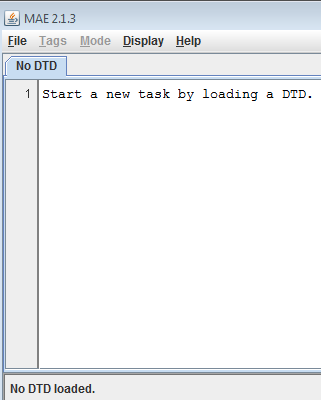 MAE 2.1.3
File Tags Mode Display Help
No DTD
1 Start a new task by loading a DTD.
No DTD loaded.